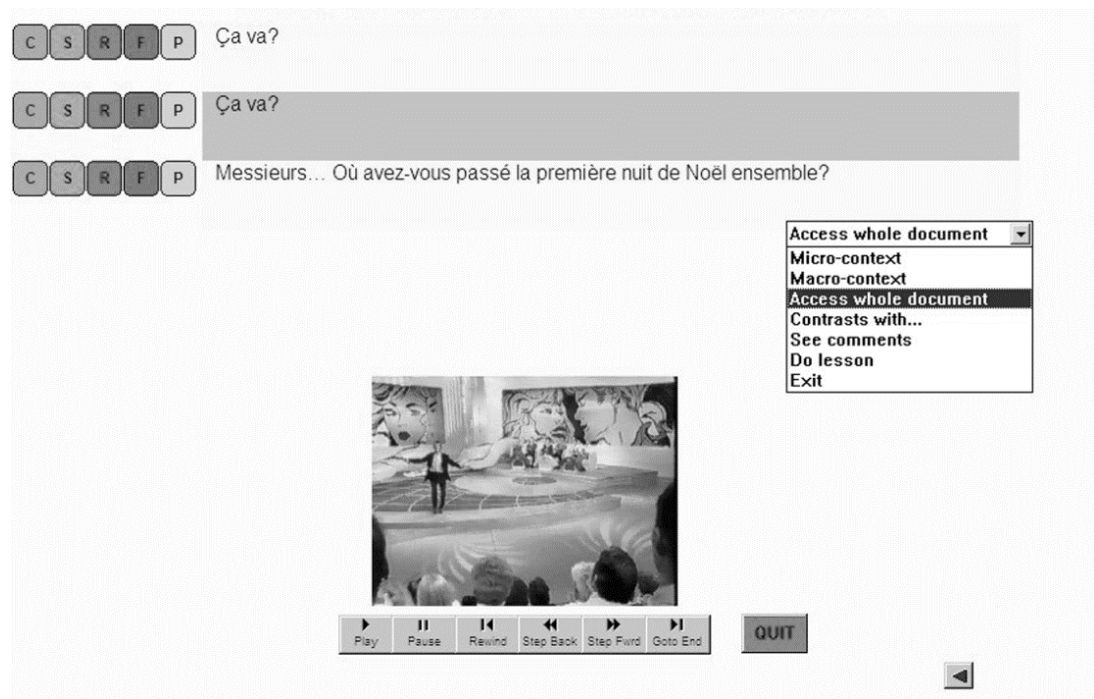 C S R F P Ça va?
C S R F P Ça va?
C S R F P Messieurs... Où avez-vous passé la première nuit de Noël ensemble?
Access whole document
Micro-context
Macro-context
Access whole document
Contrasts with...
See comments
Do lesson
Exit
Play Pause Rewind Step Back Step Fwrd Goto End
QUIT